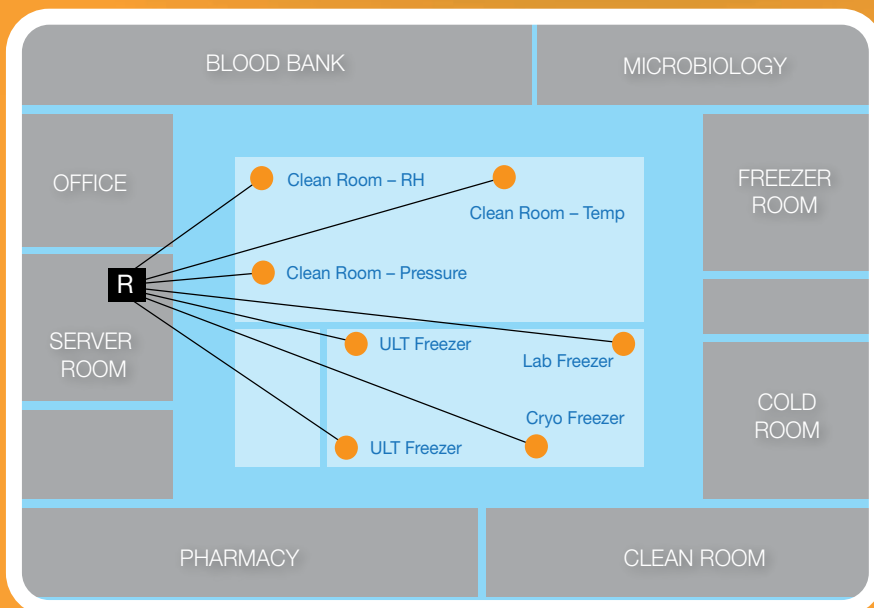 BLOOD BANK
MICROBIOLOGY
OFFICE
Clean Room – RH
Clean Room – Temp
FREEZER
ROOM
R
Clean Room – Pressure
SERVER
ROOM
ULT Freezer
Lab Freezer
Cryo Freezer
ULT Freezer
COLD
ROOM
PHARMACY
CLEAN ROOM